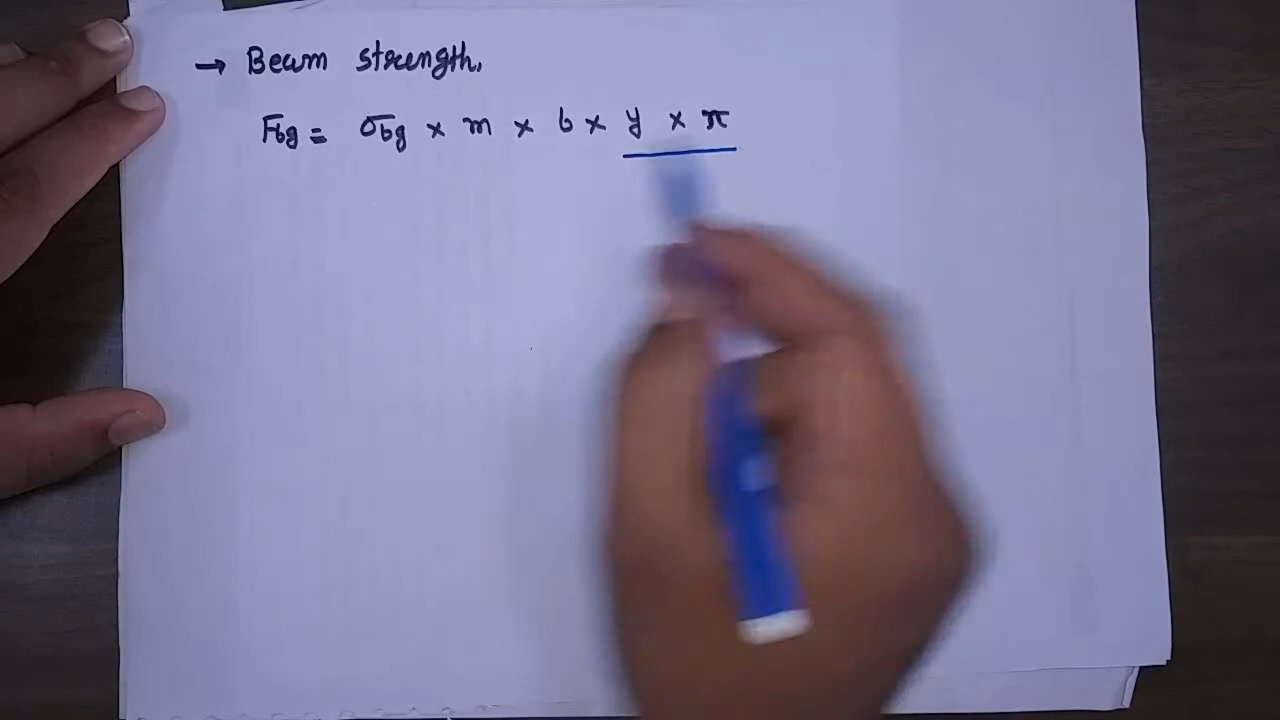 → Beam strength.
Fbg = σbg × m × b × y × π